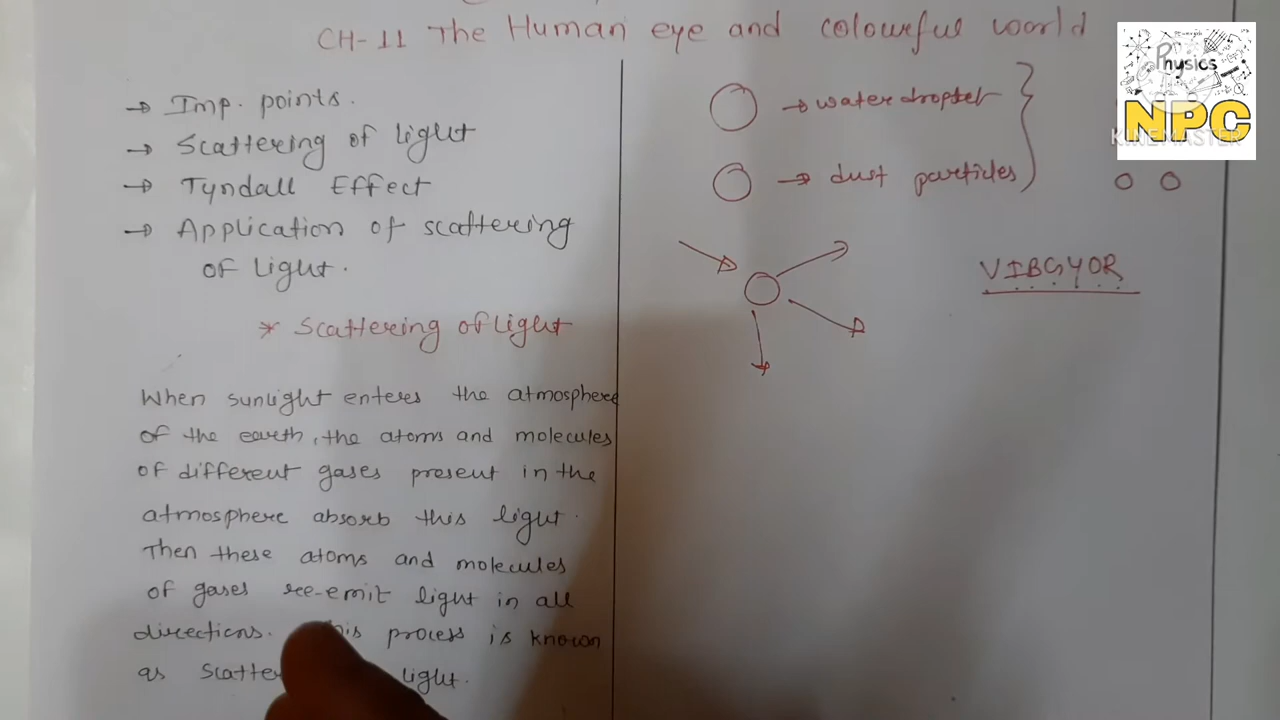 CH-11 The Human eye and colourful world
→ Imp. points.
→ Scattering of light
→ Tyndall Effect
→ Application of scattering
of light.
* Scattering of light
When sunlight enters the atmosphere
of the earth, the atoms and molecules
of different gases present in the
atmosphere absorb this light.
Then these atoms and molecules
of gases re-emit light in all
directions. process is known
as light.
→ water droplet
→ dust particles
VIBGYOR
Physics
NPC
KINEMASTER